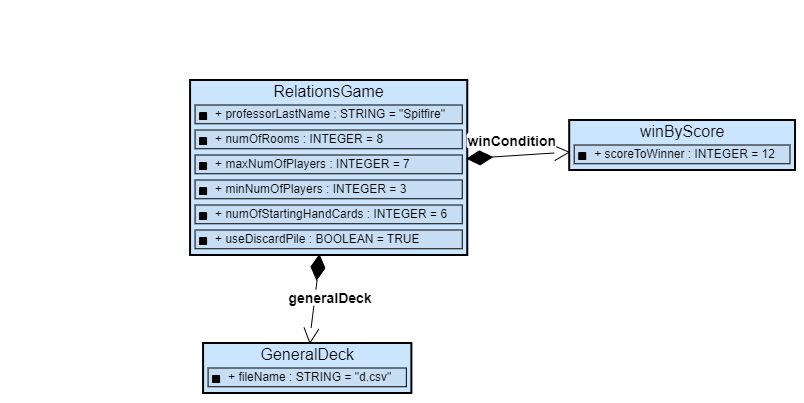 RelationsGame
+ professorLastName : STRING = "Spitfire"
+ numOfRooms : INTEGER = 8
+ maxNumOfPlayers : INTEGER = 7
+ minNumOfPlayers : INTEGER = 3
+ numOfStartingHandCards : INTEGER = 6
+ useDiscardPile : BOOLEAN = TRUE
winCondition
winByScore
+ scoreToWinner : INTEGER = 12
generalDeck
GeneralDeck
+ fileName : STRING = "d.csv"